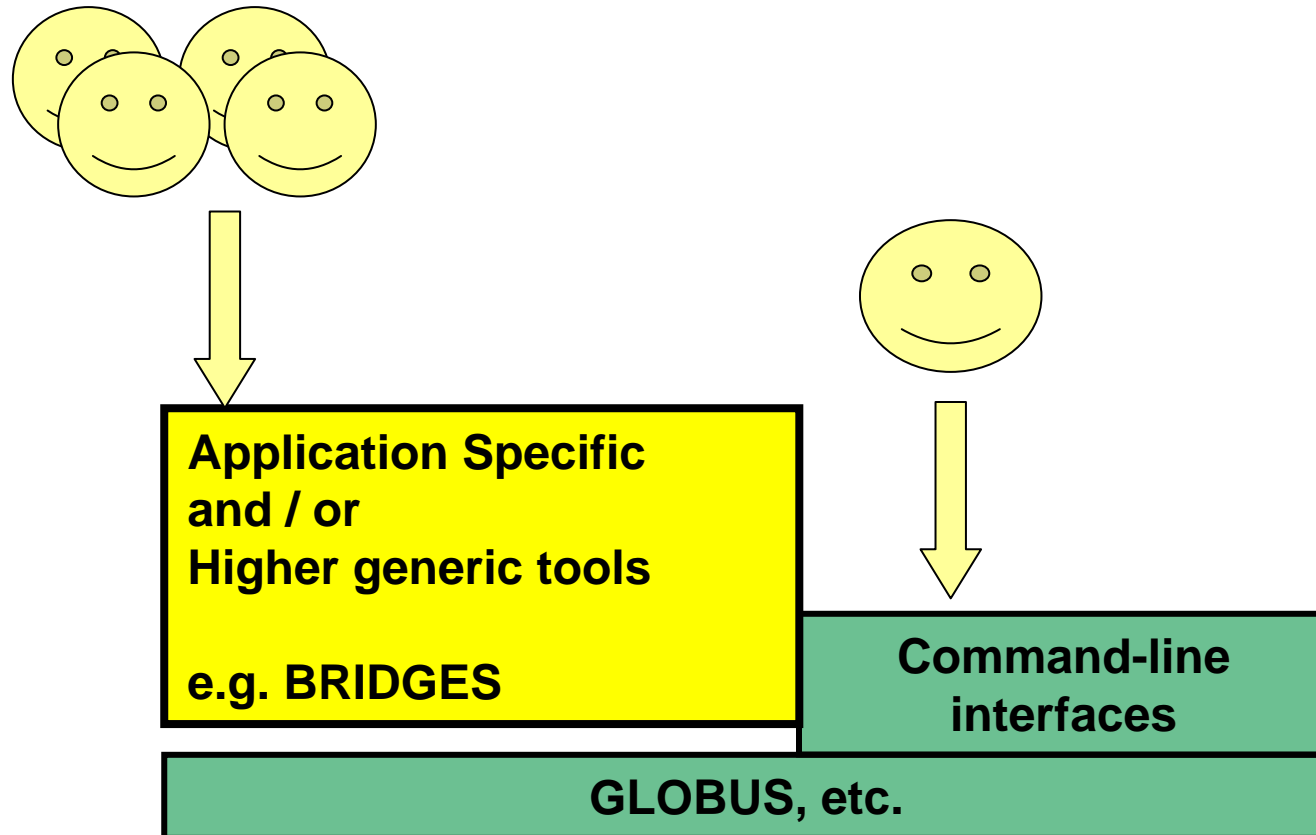 Application Specific
and / or
Higher generic tools
e.g. BRIDGES
Command-line
interfaces
GLOBUS, etc.